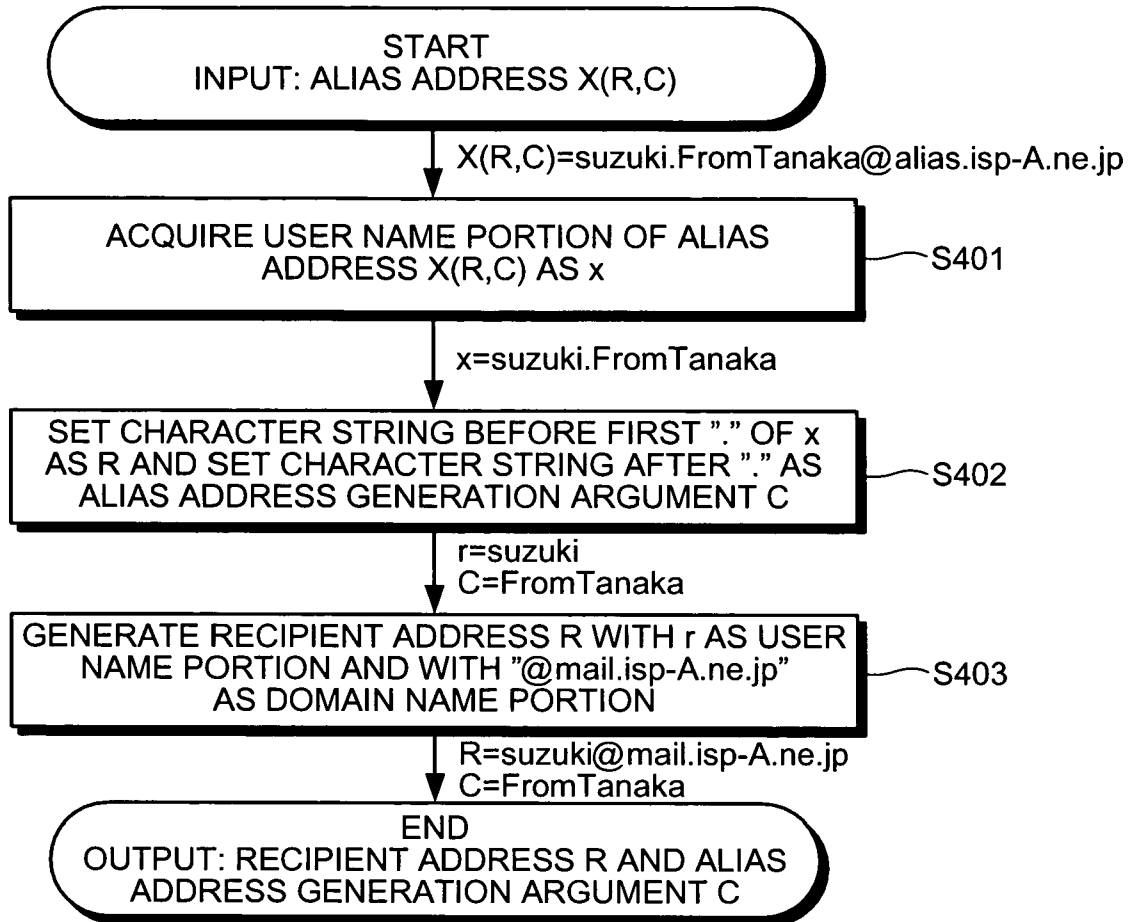 START
INPUT: ALIAS ADDRESS X(R,C)
X(R,C)=suzuki.FromTanaka@alias.isp-A.ne.jp
ACQUIRE USER NAME PORTION OF ALIAS
ADDRESS X(R,C) AS x
S401
x=suzuki.FromTanaka
SET CHARACTER STRING BEFORE FIRST ”.” OF x
AS R AND SET CHARACTER STRING AFTER ”.” AS
ALIAS ADDRESS GENERATION ARGUMENT C
S402
r=suzuki
C=FromTanaka
GENERATE RECIPIENT ADDRESS R WITH r AS USER
NAME PORTION AND WITH ”@mail.isp-A.ne.jp”
AS DOMAIN NAME PORTION
S403
R=suzuki@mail.isp-A.ne.jp
C=FromTanaka
END
OUTPUT: RECIPIENT ADDRESS R AND ALIAS
ADDRESS GENERATION ARGUMENT C